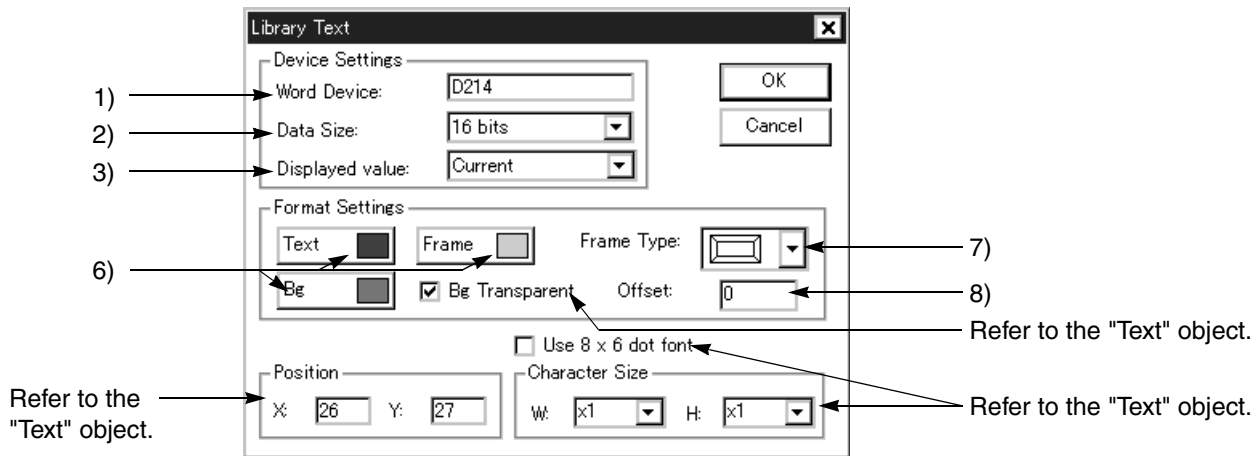 Library Text
Device Settings
1) Word Device: D214 OK
2) Data Size: 16 bits Cancel
3) Displayed value: Current
Format Settings
Text Frame Frame Type: 7)
6)
Bg Bg Transparent Offset: 0 8)
Refer to the "Text" object.
Use 8 x 6 dot font
Position Character Size
Refer to the
"Text" object.
X: 26 Y: 27 W: x1 H: x1 Refer to the "Text" object.